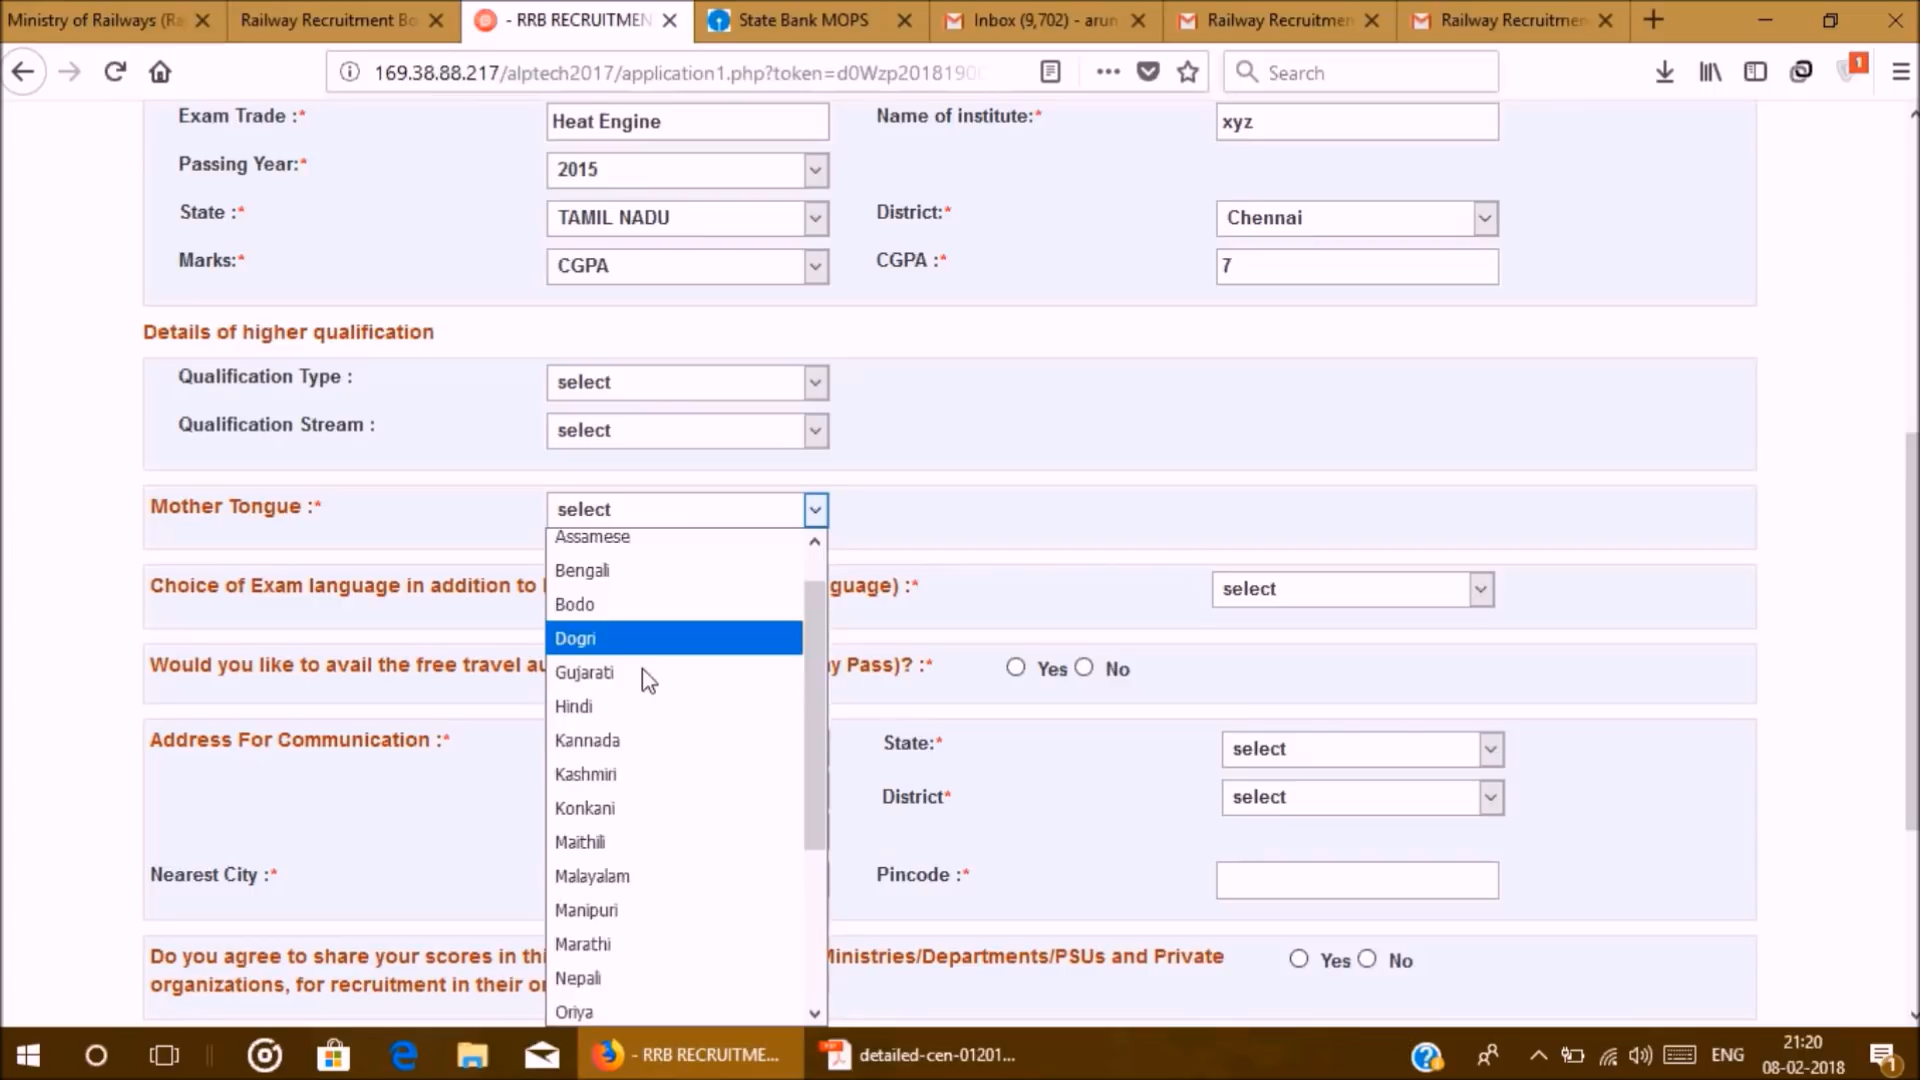 Ministry of Railways (Ra
Railway Recruitment Bo
- RRB RECRUITMEN
State Bank MOPS
Inbox (9,702) - arun
Railway Recruitmen
Railway Recruitmen
169.38.88.217/alptech2017/application1.php?token=d0Wzp20181900
Search
1
Exam Trade :*
Heat Engine
Name of institute:*
xyz
Passing Year:*
2015
State :*
TAMIL NADU
District:*
Chennai
Marks:*
CGPA
CGPA :*
7
Details of higher qualification
Qualification Type :
select
Qualification Stream :
select
Mother Tongue :*
select
Assamese
Bengali
Bodo
Dogri
Gujarati
Hindi
Kannada
Kashmiri
Konkani
Maithili
Malayalam
Manipuri
Marathi
Nepali
Oriya
Choice of Exam language in addition to
guage) :*
select
Would you like to avail the free travel au
y Pass)? :*
Yes
No
Address For Communication :*
State:*
select
District*
select
Nearest City :*
Pincode :*
Do you agree to share your scores in thi
Ministries/Departments/PSUs and Private
Yes
No
organizations, for recruitment in their or
- RRB RECRUITME...
detailed-cen-01201...
ENG
21:20
08-02-2018
1